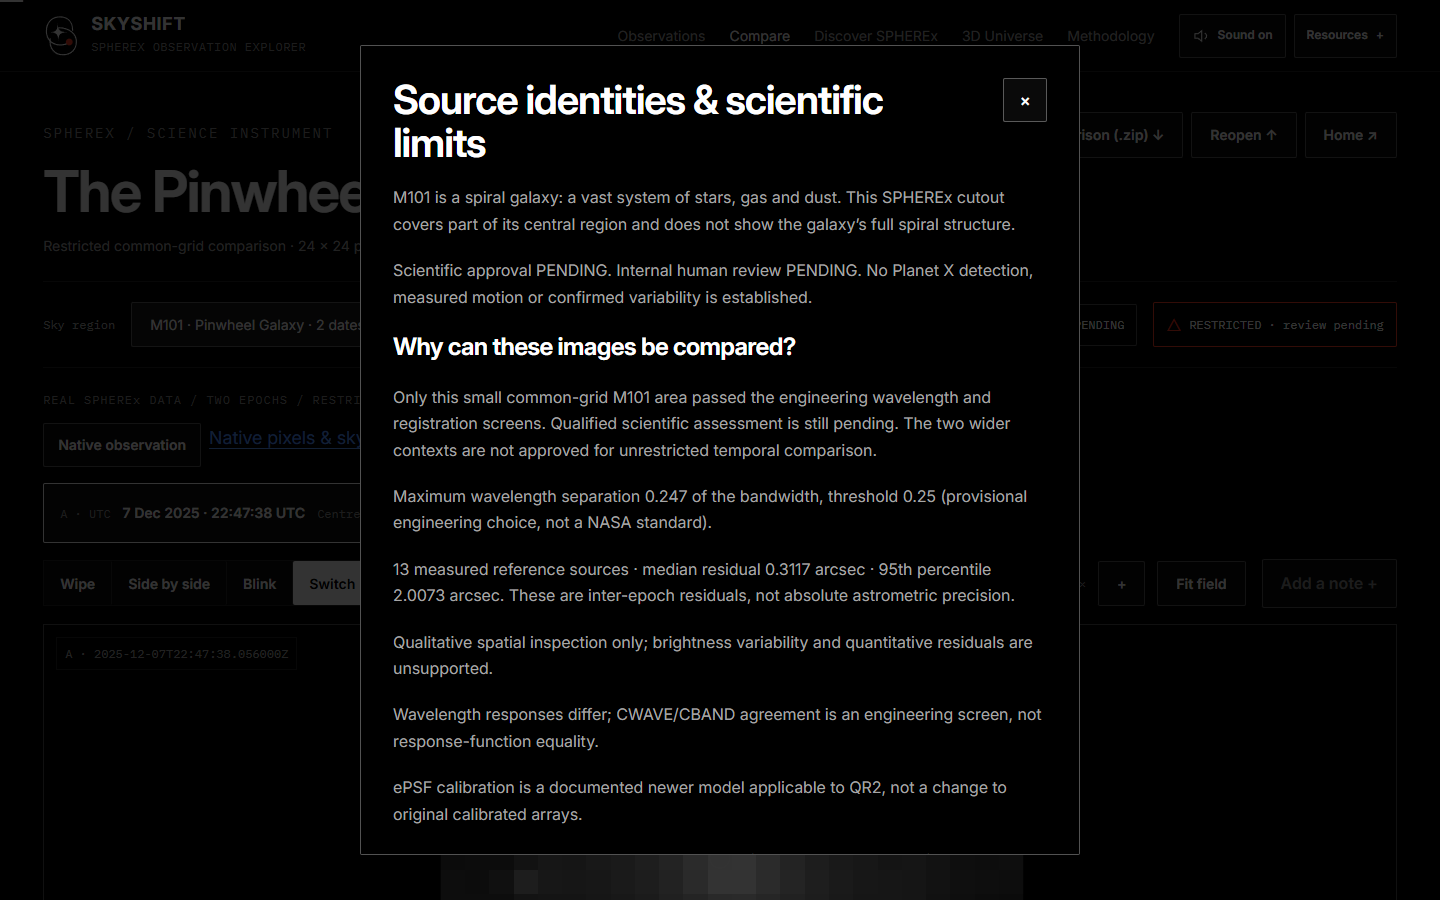 SKYSHIFT
SPHEREX OBSERVATION EXPLORER
Observations
Compare
Discover SPHEREx
3D Universe
Methodology
Sound on
Resources +
SPHEREX / SCIENCE INSTRUMENT
(.zip) ↓
Reopen ↑
Home ↗
The
Restricted common-grid comparison · 24 × 24
Sky region
M101 · Pinwheel Galaxy · 2
RESTRICTED · review pending
REAL SPHEREx DATA / TWO EPOCHS /
Native observation
Native pixels &
A · UTC 7 Dec 2025 · 22:47:38 UTC
Wipe
Side by side
Blink
Switch
+
Fit field
Add a note +
A · 2025-12-07T22:47:38.056000Z
Source identities & scientific
limits
×
M101 is a spiral galaxy: a vast system of stars, gas and dust. This SPHEREx cutout
covers part of its central region and does not show the galaxy’s full spiral structure.
Scientific approval PENDING. Internal human review PENDING. No Planet X detection,
measured motion or confirmed variability is established.
Why can these images be compared?
Only this small common-grid M101 area passed the engineering wavelength and
registration screens. Qualified scientific assessment is still pending. The two wider
contexts are not approved for unrestricted temporal comparison.
Maximum wavelength separation 0.247 of the bandwidth, threshold 0.25 (provisional
engineering choice, not a NASA standard).
13 measured reference sources · median residual 0.3117 arcsec · 95th percentile
2.0073 arcsec. These are inter-epoch residuals, not absolute astrometric precision.
Qualitative spatial inspection only; brightness variability and quantitative residuals are
unsupported.
Wavelength responses differ; CWAVE/CBAND agreement is an engineering screen, not
response-function equality.
ePSF calibration is a documented newer model applicable to QR2, not a change to
original calibrated arrays.